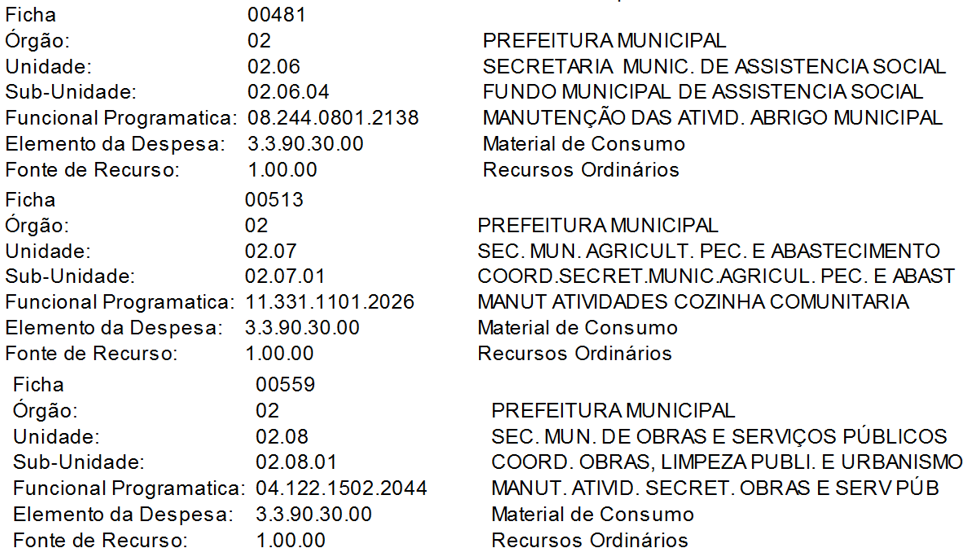 Ficha 00481
Órgão: 02 PREFEITURA MUNICIPAL
Unidade: 02.06 SECRETARIA MUNIC. DE ASSISTENCIA SOCIAL
Sub-Unidade: 02.06.04 FUNDO MUNICIPAL DE ASSISTENCIA SOCIAL
Funcional Programatica: 08.244.0801.2138 MANUTENÇÃO DAS ATIVID. ABRIGO MUNICIPAL
Elemento da Despesa: 3.3.90.30.00 Material de Consumo
Fonte de Recurso: 1.00.00 Recursos Ordinários
Ficha 00513
Órgão: 02 PREFEITURA MUNICIPAL
Unidade: 02.07 SEC. MUN. AGRICULT. PEC. E ABASTECIMENTO
Sub-Unidade: 02.07.01 COORD.SECRET.MUNIC.AGRICUL. PEC. E ABAST
Funcional Programatica: 11.331.1101.2026 MANUT ATIVIDADES COZINHA COMUNITARIA
Elemento da Despesa: 3.3.90.30.00 Material de Consumo
Fonte de Recurso: 1.00.00 Recursos Ordinários
Ficha 00559
Órgão: 02 PREFEITURA MUNICIPAL
Unidade: 02.08 SEC. MUN. DE OBRAS E SERVIÇOS PÚBLICOS
Sub-Unidade: 02.08.01 COORD. OBRAS, LIMPEZA PUBLI. E URBANISMO
Funcional Programatica: 04.122.1502.2044 MANUT. ATIVID. SECRET. OBRAS E SERV PÚB
Elemento da Despesa: 3.3.90.30.00 Material de Consumo
Fonte de Recurso: 1.00.00 Recursos Ordinários